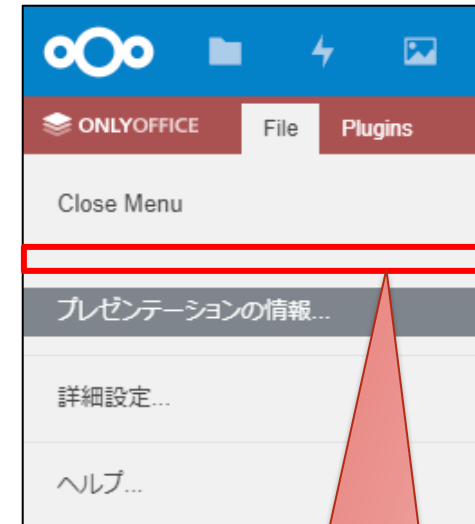 ONLYOFFICE File Plugins
Close Menu
プレゼンテーションの情報...
詳細設定...
ヘルプ...